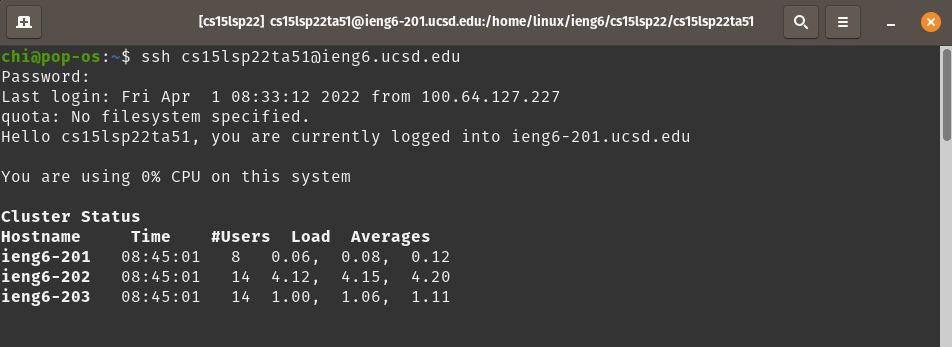 [cs15lsp22] cs15lsp22ta51@ieng6-201.ucsd.edu:/home/linux/ieng6/cs15lsp22/cs15lsp22ta51
chi@pop-os:~$ ssh cs15lsp22ta51@ieng6.ucsd.edu
Password:
Last login: Fri Apr  1 08:33:12 2022 from 100.64.127.227
quota: No filesystem specified.
Hello cs15lsp22ta51, you are currently logged into ieng6-201.ucsd.edu
You are using 0% CPU on this system
Cluster Status
Hostname     Time    #Users  Load  Averages
ieng6-201   08:45:01   8   0.06,  0.08,  0.12
ieng6-202   08:45:01   14  4.12,  4.15,  4.20
ieng6-203   08:45:01   14  1.00,  1.06,  1.11